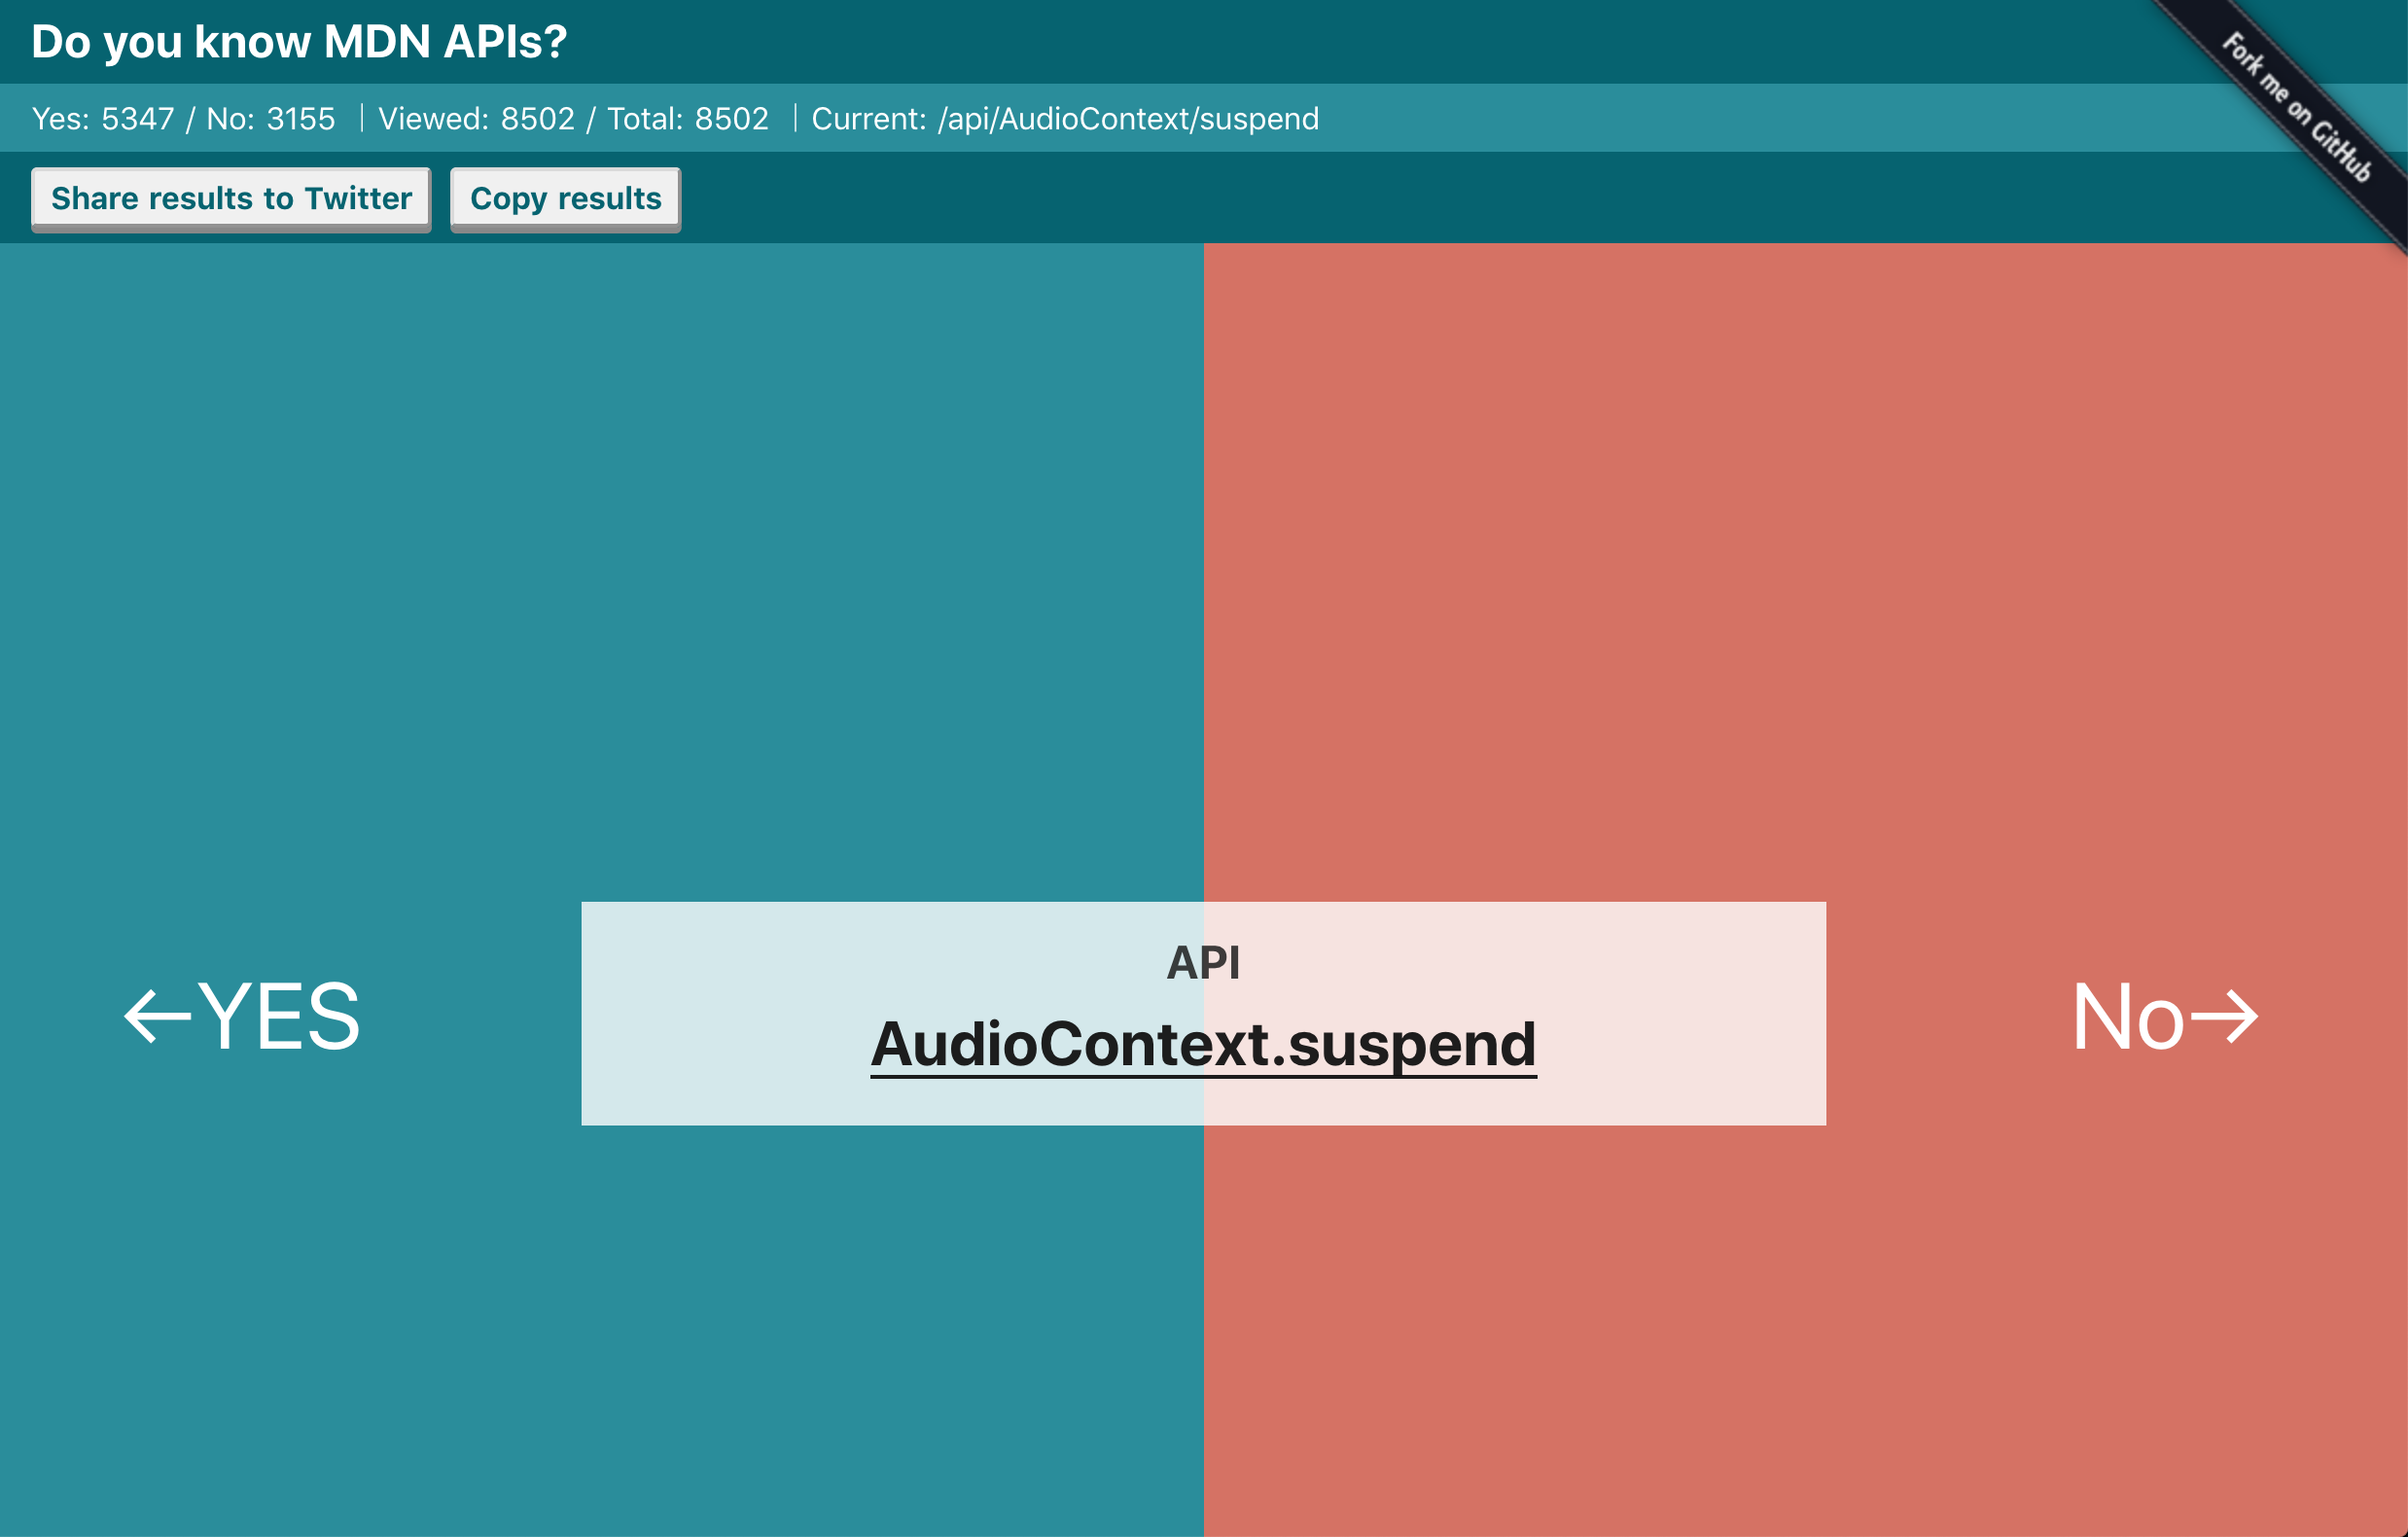 Do you know MDN APIs?
Fork me on GitHub
Yes: 5347 / No: 3155 | Viewed: 8502 / Total: 8502 | Current: /api/AudioContext/suspend
Share results to Twitter Copy results
API
←YES AudioContext.suspend No→